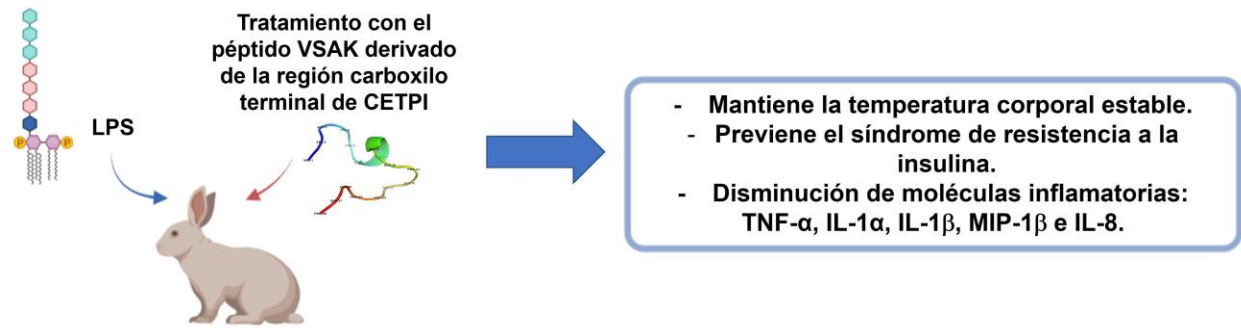 Tratamiento con el
péptido VSAK derivado
de la región carboxilo
terminal de CETPI
LPS
P
P
- Mantiene la temperatura corporal estable.
- Previene el síndrome de resistencia a la
insulina.
- Disminución de moléculas inflamatorias:
TNF-α, IL-1α, IL-1β, MIP-1β e IL-8.